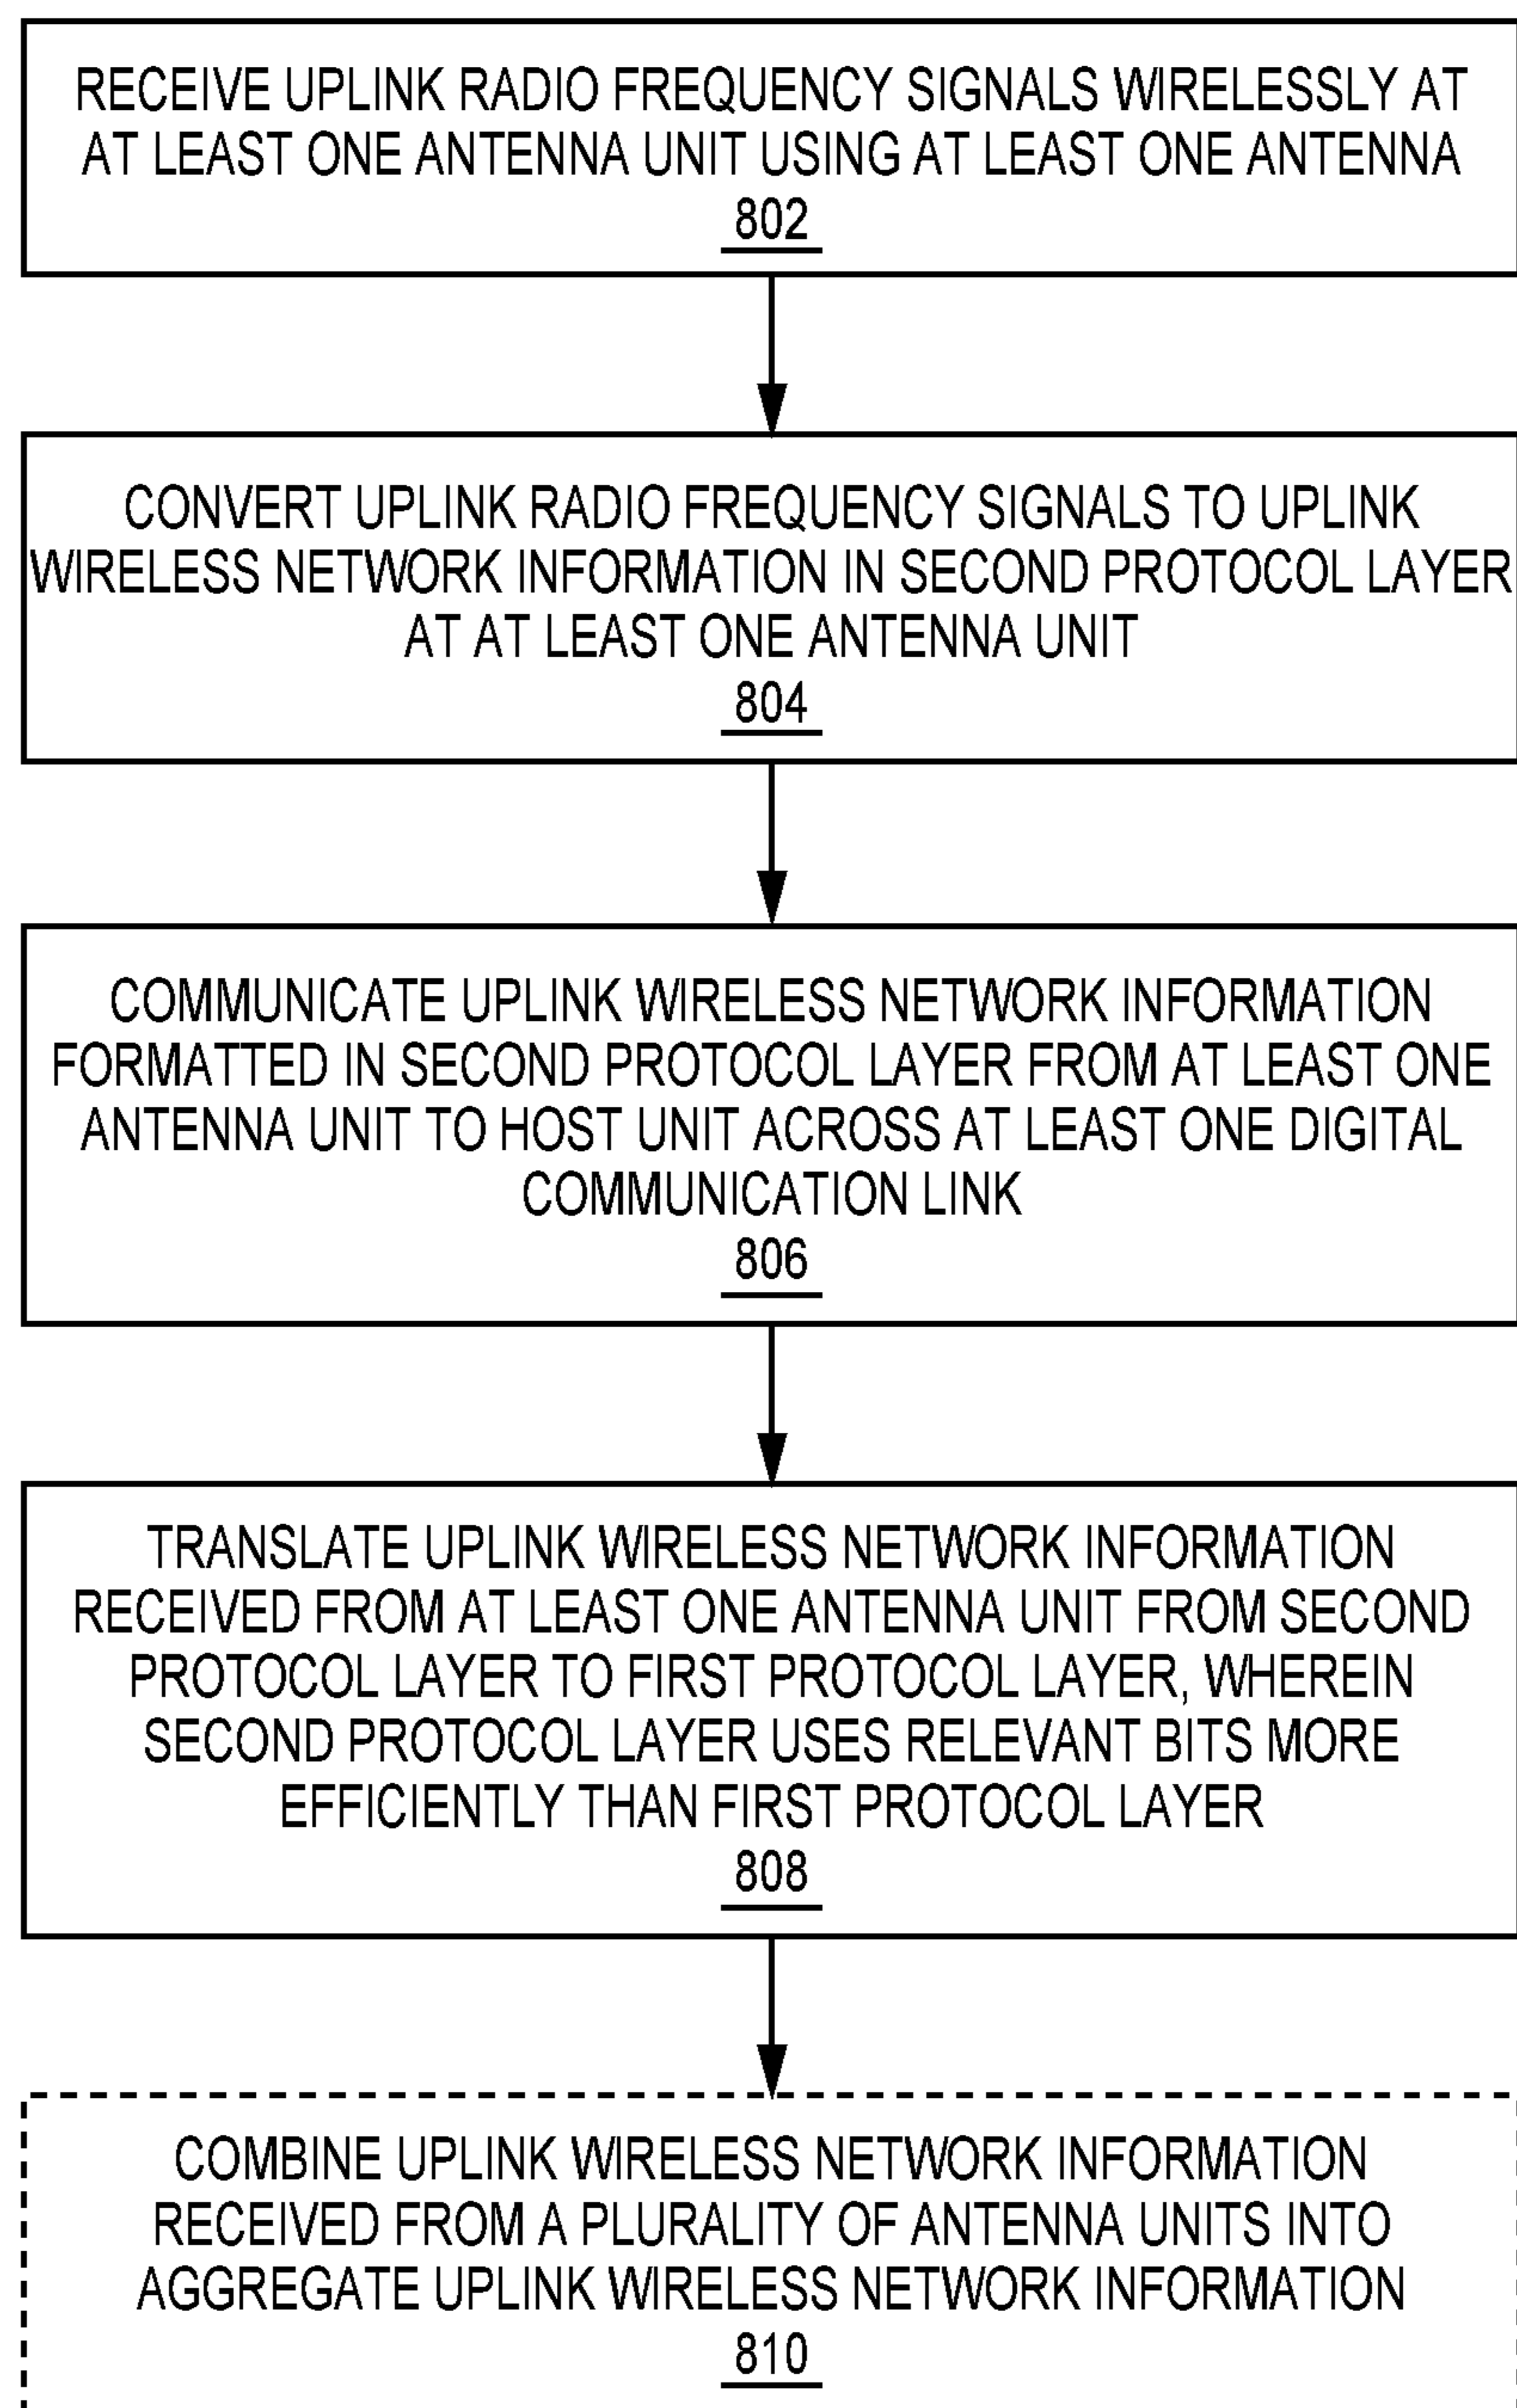 RECEIVE UPLINK RADIO FREQUENCY SIGNALS WIRELESSLY AT
AT LEAST ONE ANTENNA UNIT USING AT LEAST ONE ANTENNA
802
CONVERT UPLINK RADIO FREQUENCY SIGNALS TO UPLINK
WIRELESS NETWORK INFORMATION IN SECOND PROTOCOL LAYER
AT AT LEAST ONE ANTENNA UNIT
804
COMMUNICATE UPLINK WIRELESS NETWORK INFORMATION
FORMATTED IN SECOND PROTOCOL LAYER FROM AT LEAST ONE
ANTENNA UNIT TO HOST UNIT ACROSS AT LEAST ONE DIGITAL
COMMUNICATION LINK
806
TRANSLATE UPLINK WIRELESS NETWORK INFORMATION
RECEIVED FROM AT LEAST ONE ANTENNA UNIT FROM SECOND
PROTOCOL LAYER TO FIRST PROTOCOL LAYER, WHEREIN
SECOND PROTOCOL LAYER USES RELEVANT BITS MORE
EFFICIENTLY THAN FIRST PROTOCOL LAYER
808
COMBINE UPLINK WIRELESS NETWORK INFORMATION
RECEIVED FROM A PLURALITY OF ANTENNA UNITS INTO
AGGREGATE UPLINK WIRELESS NETWORK INFORMATION
810